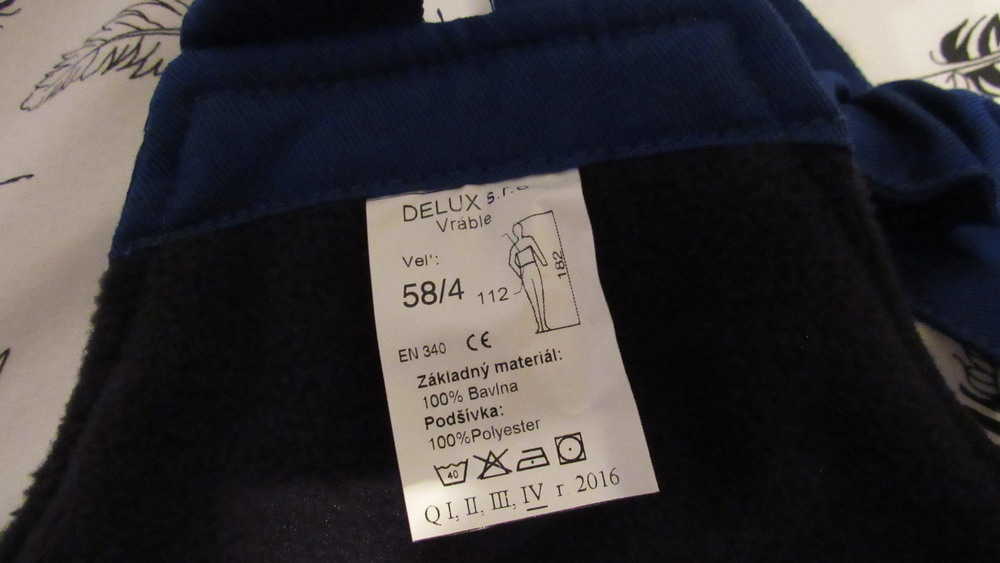 DELUX s.r.o
Vráble
Veľ:
58/4
112
182
EN 340 CE
Základný materiál:
100% Bavlna
Podšívka:
100%Polyester
40
Q I, II, III, IV r 2016